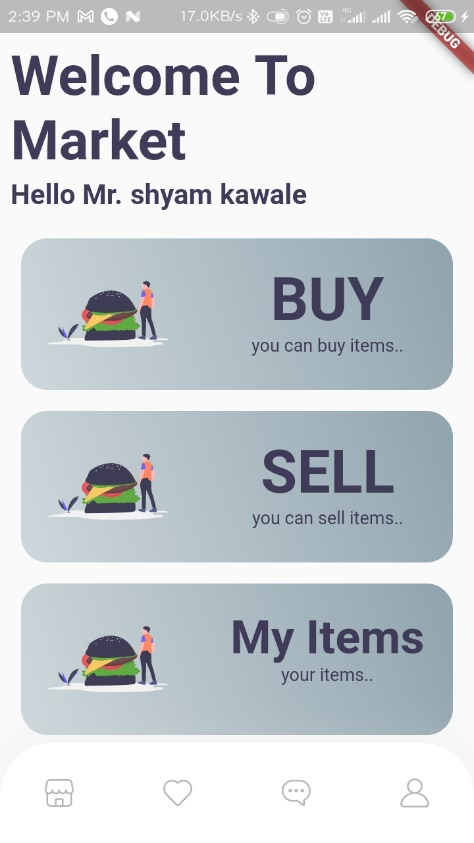 2:39 PM
17.0KB/s
4G
67
DEBUG
Welcome To
Market
Hello Mr. shyam kawale
BUY
you can buy items..
SELL
you can sell items..
My Items
your items..